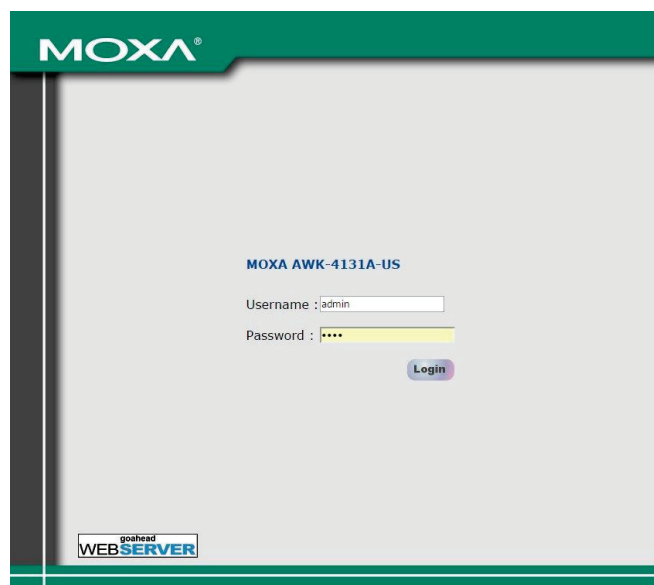 MOXA®
MOXA AWK-4131A-US
Username : admin
Password : ••••
Login
goahead
WEBSERVER